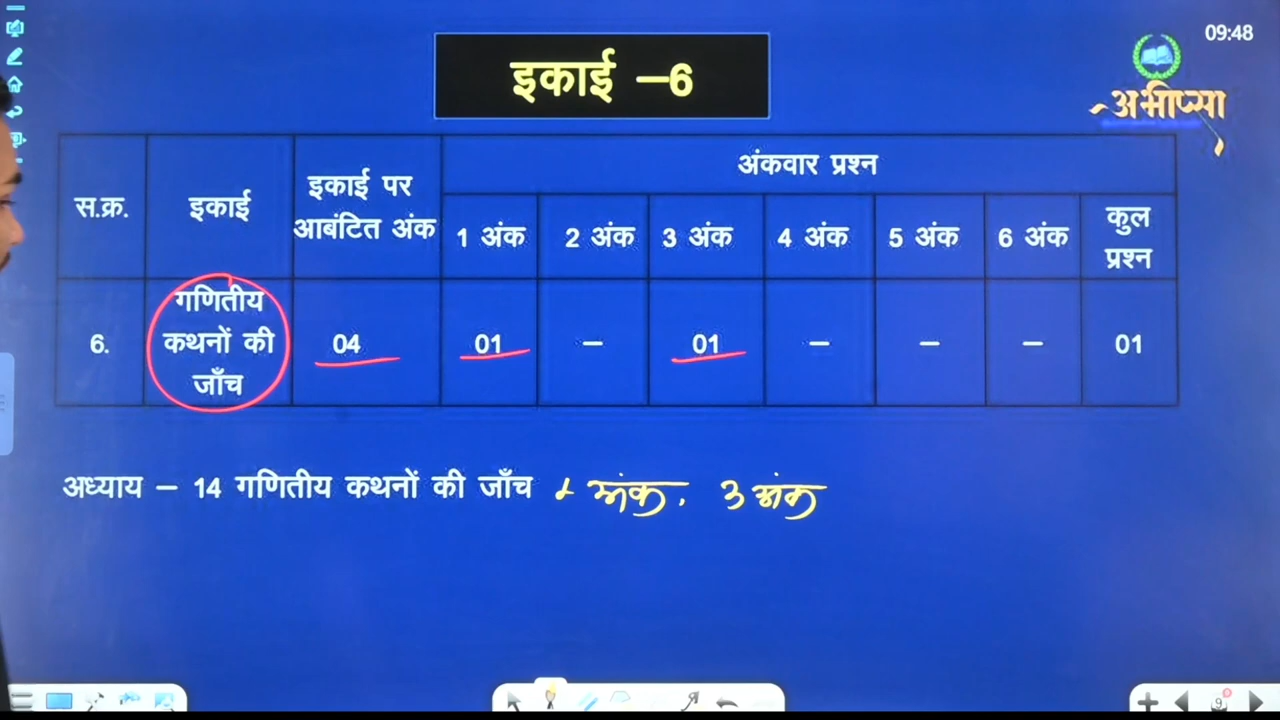 09:48
इकाई –6
अभीप्सा
स.क्र. इकाई इकाई पर आबंटित अंक अंकवार प्रश्न
1 अंक 2 अंक 3 अंक 4 अंक 5 अंक 6 अंक कुल प्रश्न
6. गणितीय कथनों की जाँच 04 01 – 01 – – – 01
अध्याय – 14 गणितीय कथनों की जाँच अंक, 3 अंक
9